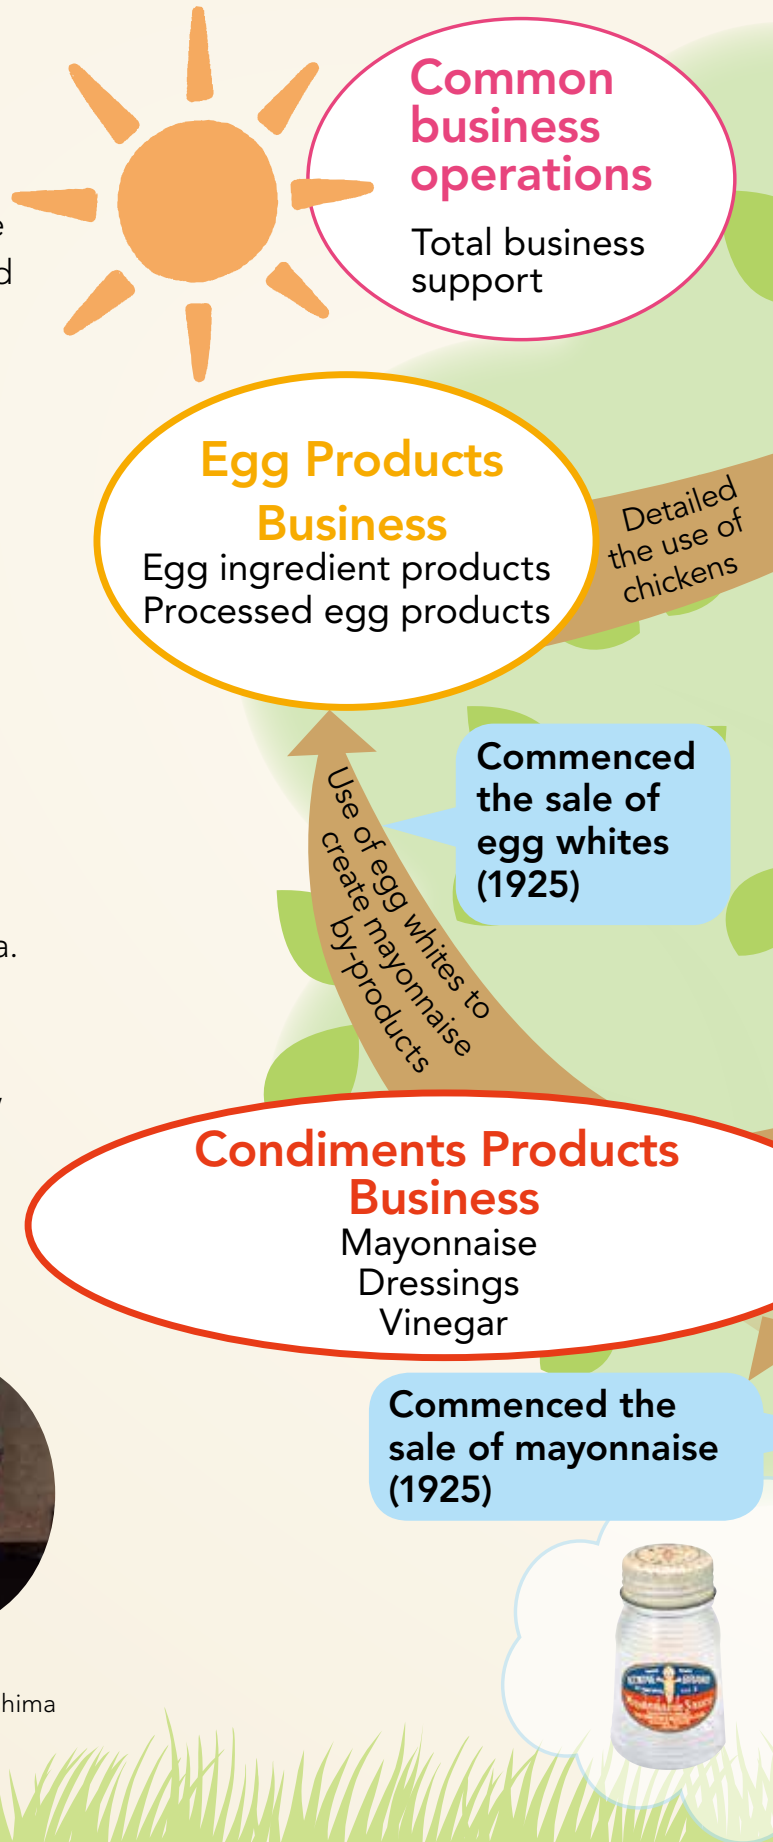 Common
business
operations
Total business
support
e
d
Egg Products
Business
Egg ingredient products
Processed egg products
Detailed
the use of
chickens
Commenced
the sale of
egg whites
(1925)
Use of egg whites to
create mayonnaise
by-products
a.
Condiments Products
Business
Mayonnaise
Dressings
Vinegar
Commenced the
sale of mayonnaise
(1925)
hima